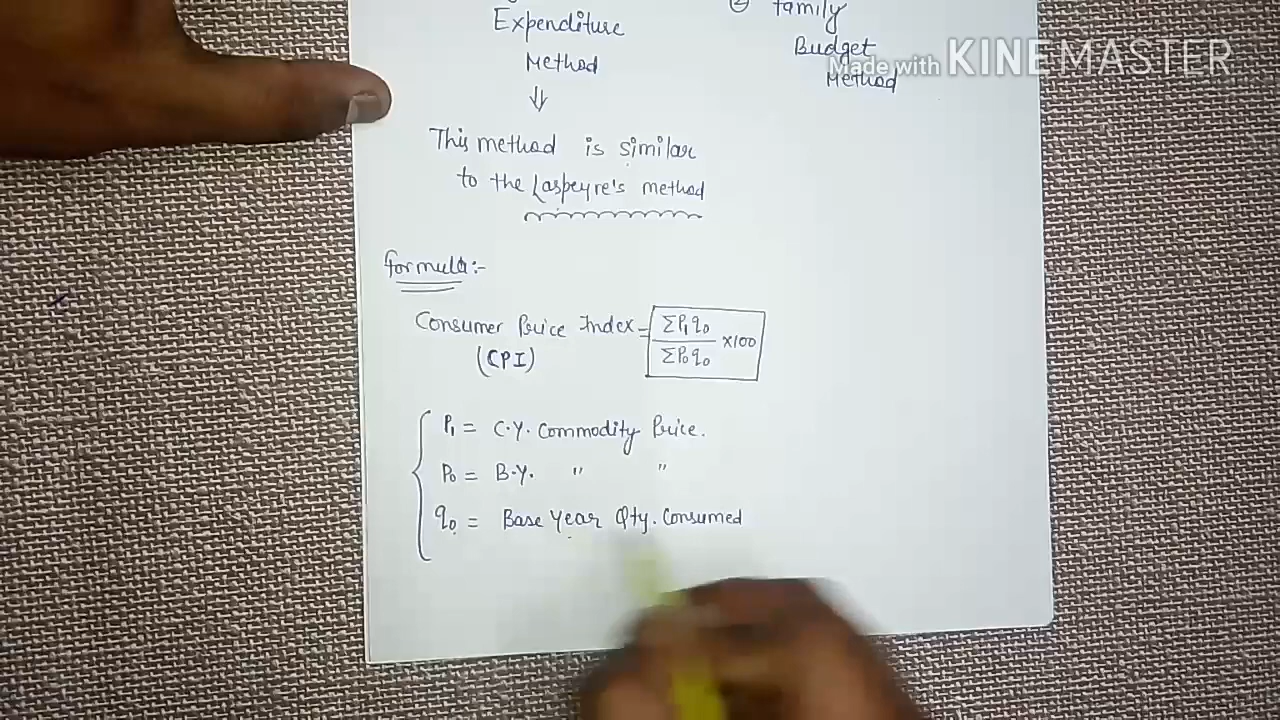 Expenditure
Method
② family
Budget
Method
Made with KINEMASTER
⇓
This method is similar
to the Laspeyre's method
formula:-
Consumer Price Index = ΣP₁q₀ / ΣP₀q₀ ×100
(CPI)
P₁ = C.Y. Commodity Price.
P₀ = B.Y. " "
q₀ = Base Year Qty. Consumed